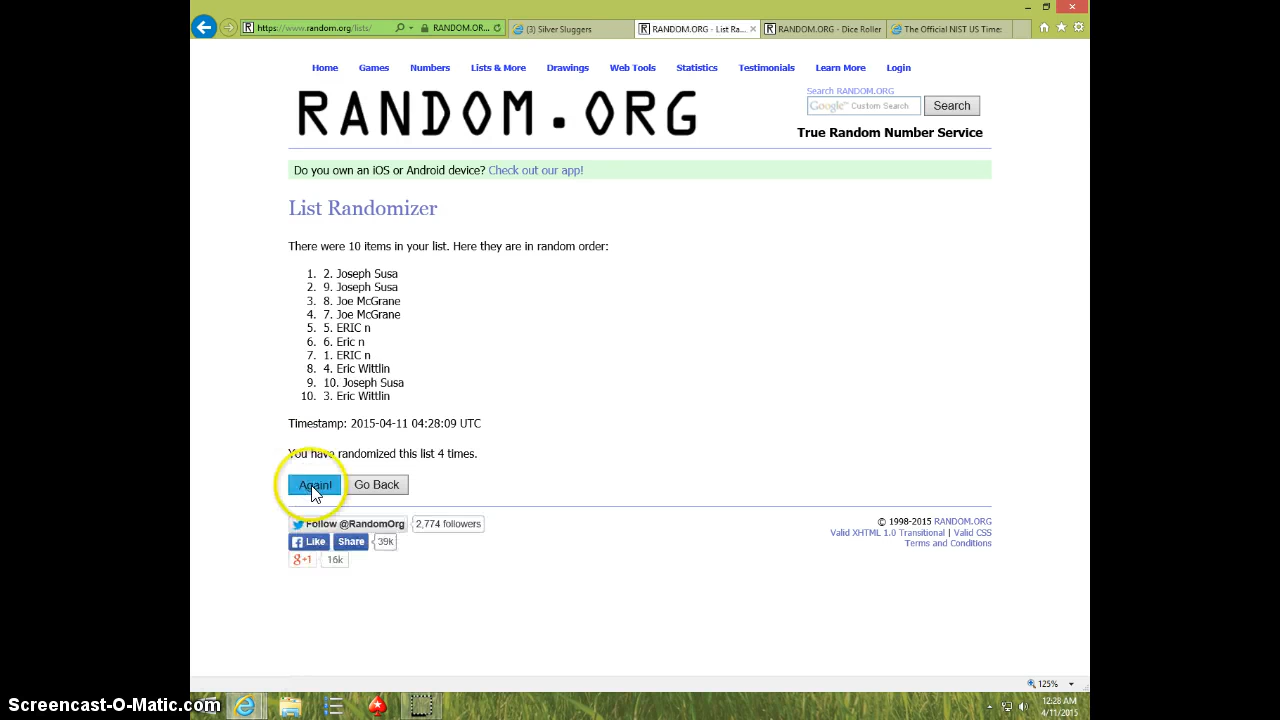 https://www.random.org/lists/
RANDOM.OR...
(3) Silver Sluggers
RANDOM.ORG - List Ra...
RANDOM.ORG - Dice Roller
The Official NIST US Time:
Home Games Numbers Lists & More Drawings Web Tools Statistics Testimonials Learn More Login
RANDOM.ORG
Search RANDOM.ORG
Google™ Custom Search
Search
True Random Number Service
Do you own an iOS or Android device? Check out our app!
List Randomizer
There were 10 items in your list. Here they are in random order:
1. 2. Joseph Susa
2. 9. Joseph Susa
3. 8. Joe McGrane
4. 7. Joe McGrane
5. 5. ERIC n
6. 6. Eric n
7. 1. ERIC n
8. 4. Eric Wittlin
9. 10. Joseph Susa
10. 3. Eric Wittlin
Timestamp: 2015-04-11 04:28:09 UTC
You have randomized this list 4 times.
Again! Go Back
Follow @RandomOrg 2,774 followers
Like Share 39k
g+1 16k
© 1998-2015 RANDOM.ORG
Valid XHTML 1.0 Transitional | Valid CSS
Terms and Conditions
125%
12:28 AM
4/11/2015
Screencast-O-Matic.com